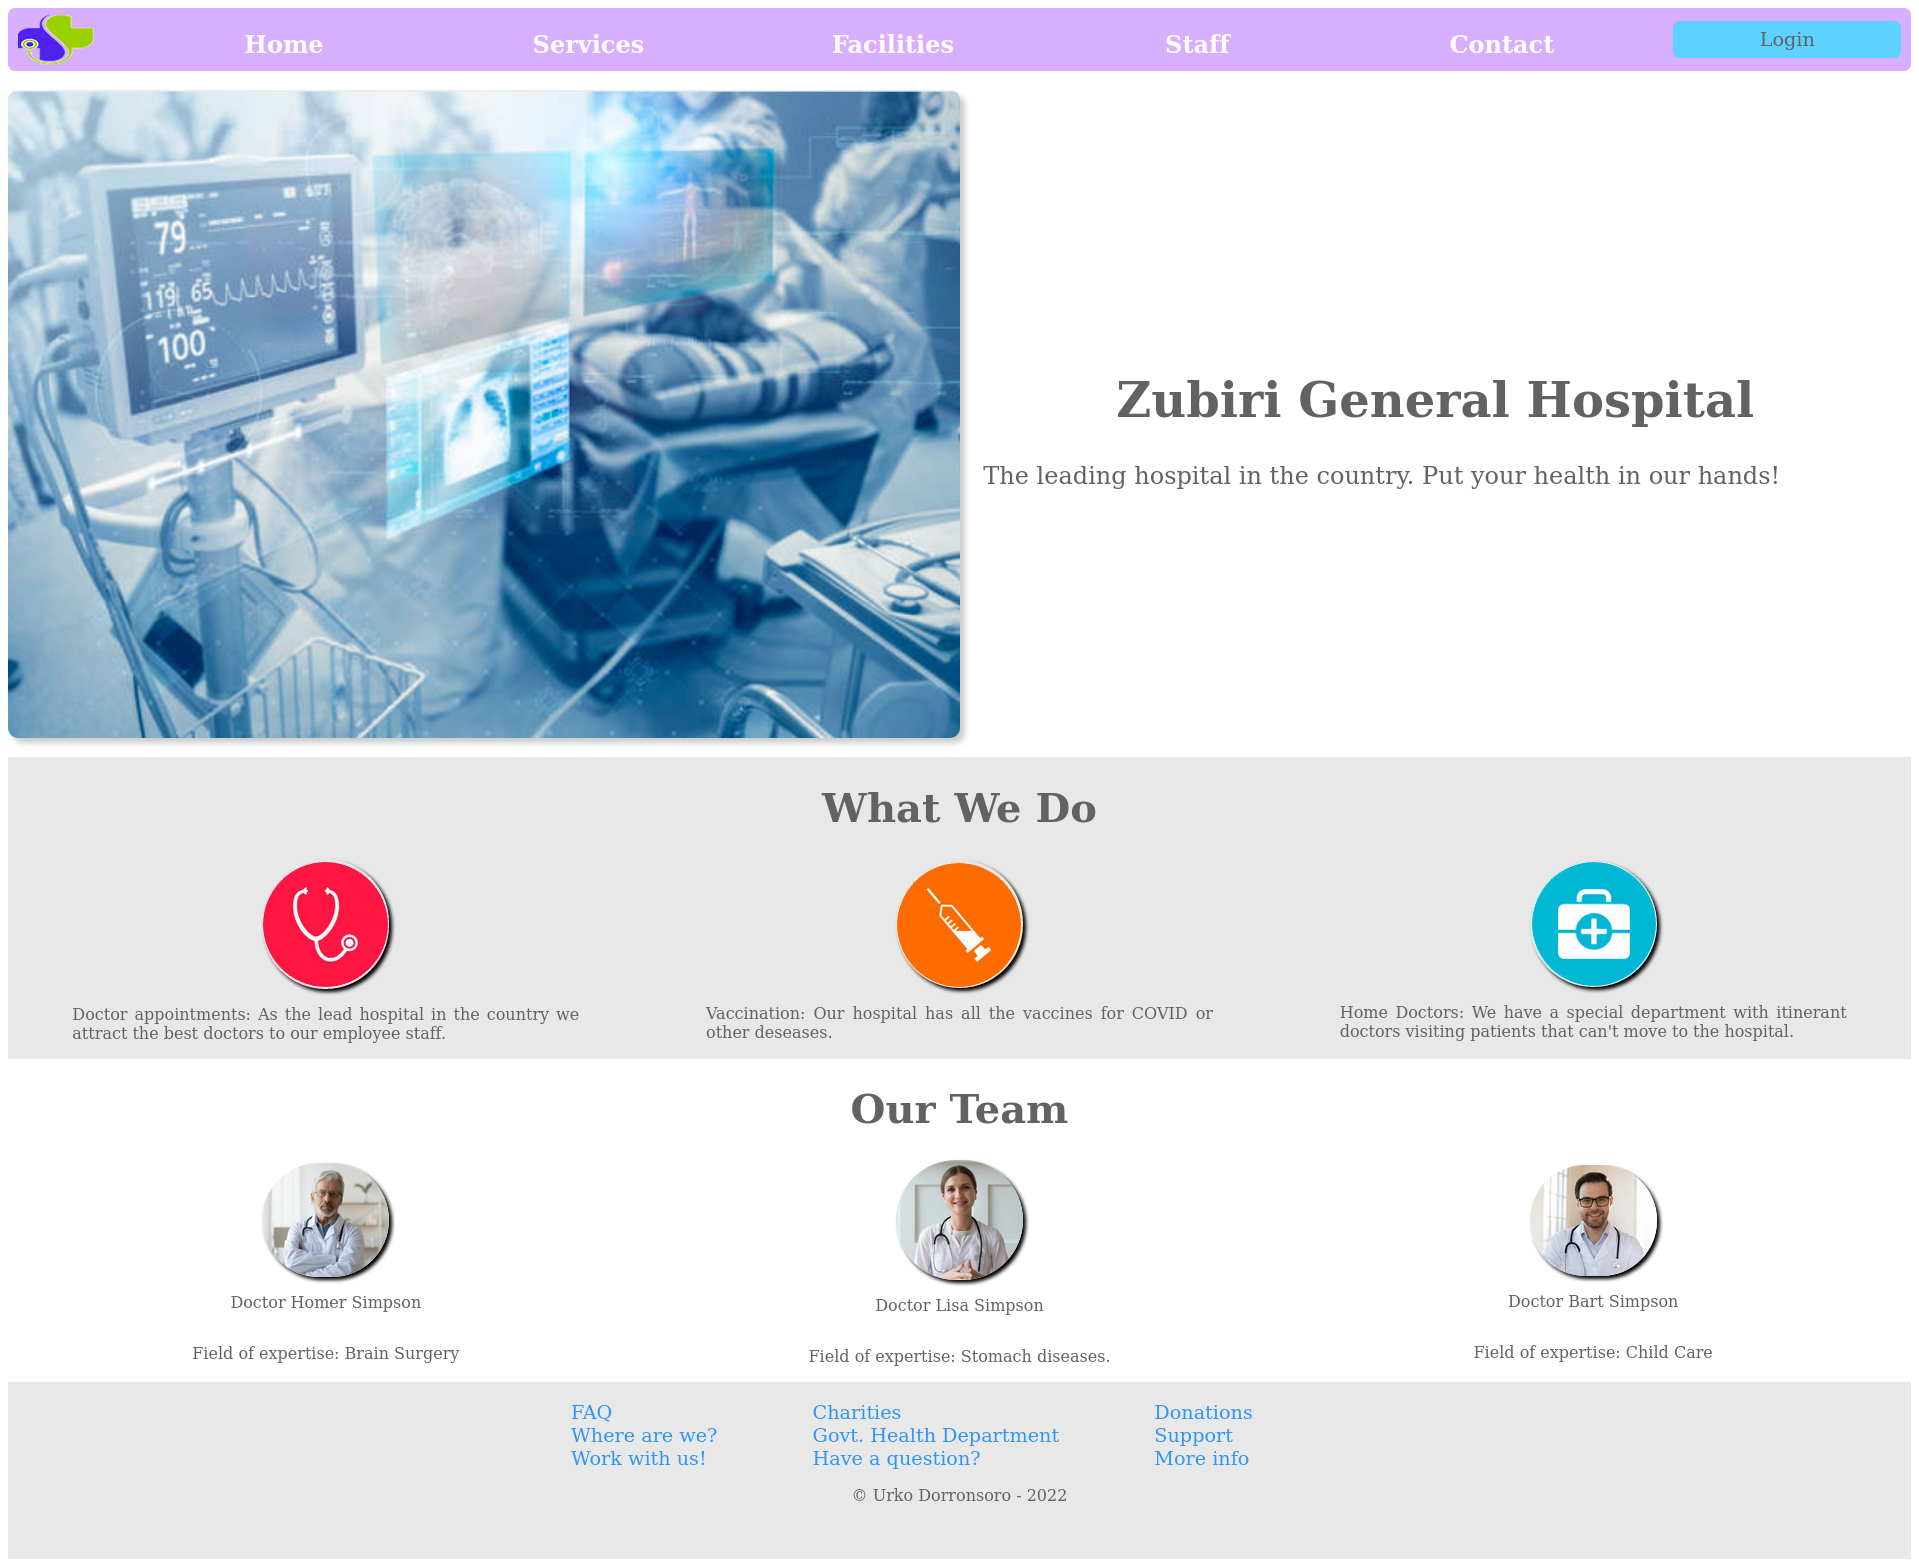 Home
Services
Facilities
Staff
Contact
Login
79
119 65
100
Zubiri General Hospital
The leading hospital in the country. Put your health in our hands!
What We Do
Doctor appointments: As the lead hospital in the country we
attract the best doctors to our employee staff.
Vaccination: Our hospital has all the vaccines for COVID or
other deseases.
Home Doctors: We have a special department with itinerant
doctors visiting patients that can't move to the hospital.
Our Team
Doctor Homer Simpson
Field of expertise: Brain Surgery
Doctor Lisa Simpson
Field of expertise: Stomach diseases.
Doctor Bart Simpson
Field of expertise: Child Care
FAQ
Where are we?
Work with us!
Charities
Govt. Health Department
Have a question?
Donations
Support
More info
© Urko Dorronsoro - 2022